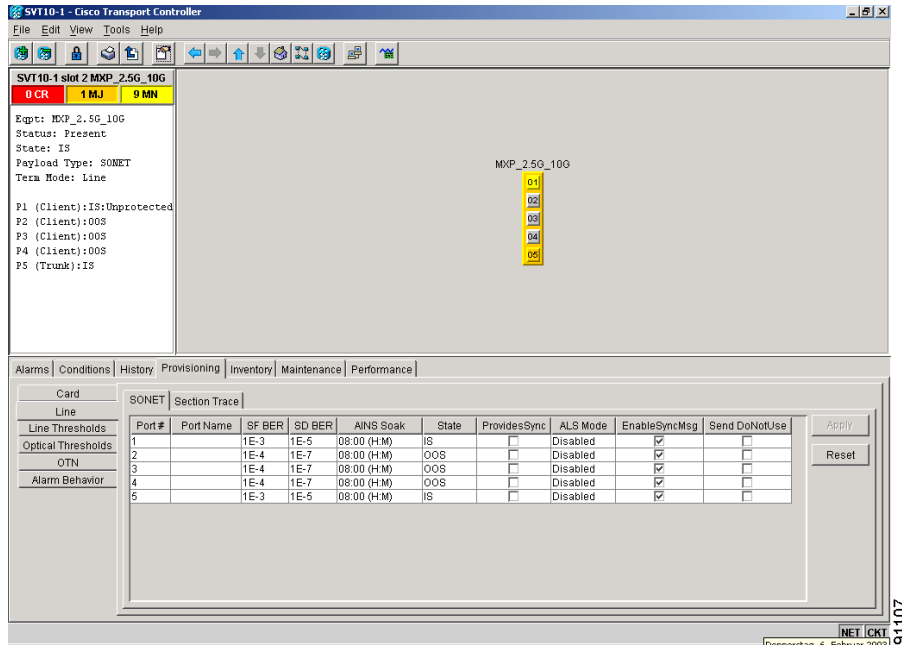 SVT10-1 - Cisco Transport Controller
File Edit View Tools Help
SVT10-1 slot 2 MXP_2.5G_10G
0 CR 1 MJ 9 MN
Eqpt: MXP_2.5G_10G
Status: Present
State: IS
Payload Type: SONET
Term Mode: Line
P1 (Client):IS:Unprotected
P2 (Client):OOS
P3 (Client):OOS
P4 (Client):OOS
P5 (Trunk):IS
MXP_2.5G_10G
01
02
03
04
05
Alarms Conditions History Provisioning Inventory Maintenance Performance
Card
Line
Line Thresholds
Optical Thresholds
OTN
Alarm Behavior
SONET Section Trace
Port # Port Name SF BER SD BER AINS Soak State ProvidesSync ALS Mode EnableSyncMsg Send DoNotUse
1 1E-3 1E-5 08:00 (H:M) IS Disabled
2 1E-4 1E-7 08:00 (H:M) OOS Disabled
3 1E-4 1E-7 08:00 (H:M) OOS Disabled
4 1E-4 1E-7 08:00 (H:M) OOS Disabled
5 1E-3 1E-5 08:00 (H:M) IS Disabled
Apply
Reset
NET CKT
Donnerstag, 6. Februar 2003
91107